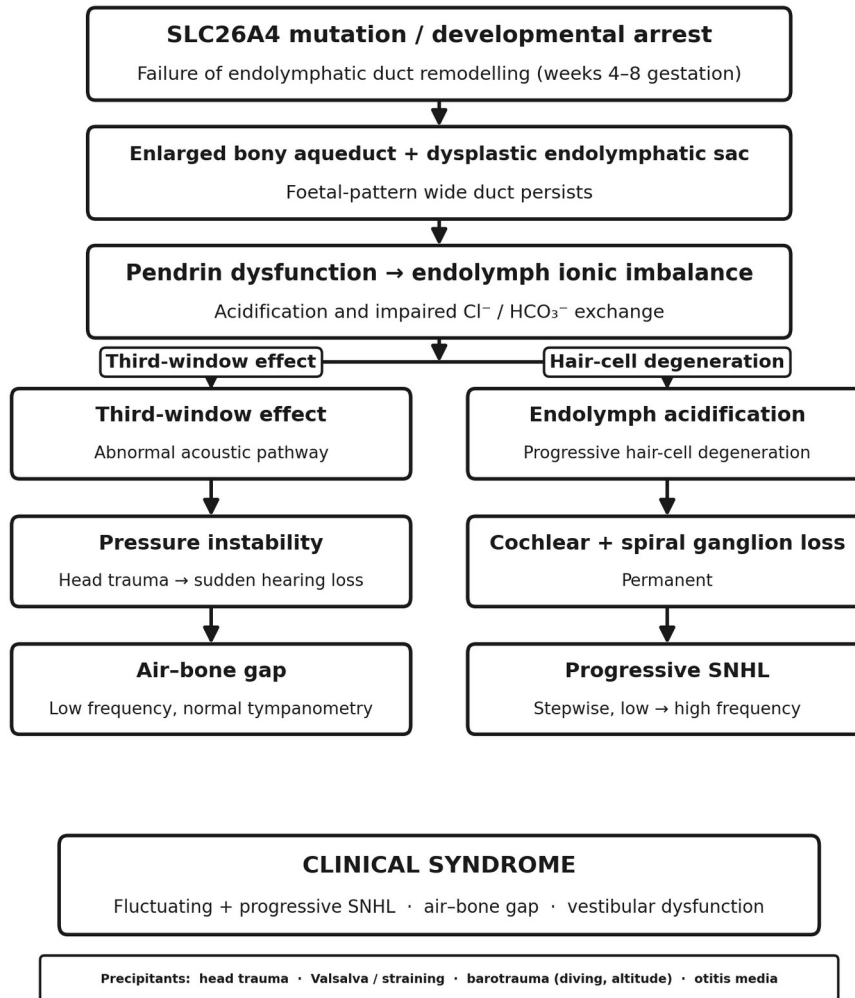 SLC26A4 mutation / developmental arrest
Failure of endolymphatic duct remodelling (weeks 4–8 gestation)
Enlarged bony aqueduct + dysplastic endolymphatic sac
Foetal-pattern wide duct persists
Pendrin dysfunction → endolymph ionic imbalance
Acidification and impaired Cl⁻ / HCO₃⁻ exchange
Third-window effect
Hair-cell degeneration
Third-window effect
Abnormal acoustic pathway
Endolymph acidification
Progressive hair-cell degeneration
Pressure instability
Head trauma → sudden hearing loss
Cochlear + spiral ganglion loss
Permanent
Air–bone gap
Low frequency, normal tympanometry
Progressive SNHL
Stepwise, low → high frequency
CLINICAL SYNDROME
Fluctuating + progressive SNHL · air–bone gap · vestibular dysfunction
Precipitants: head trauma · Valsalva / straining · barotrauma (diving, altitude) · otitis media